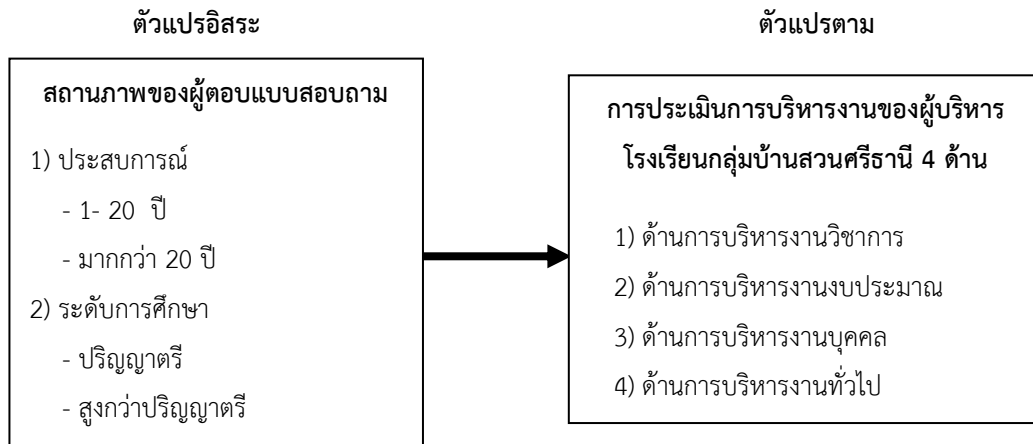 ตัวแปรอิสระ
สถานภาพของผู้ตอบแบบสอบถาม
1) ประสบการณ์
- 1- 20 ปี
- มากกว่า 20 ปี
2) ระดับการศึกษา
- ปริญญาตรี
- สูงกว่าปริญญาตรี
ตัวแปรตาม
การประเมินการบริหารงานของผู้บริหาร
โรงเรียนกลุ่มบ้านสวนศรีธานี 4 ด้าน
1) ด้านการบริหารงานวิชาการ
2) ด้านการบริหารงานงบประมาณ
3) ด้านการบริหารงานบุคคล
4) ด้านการบริหารงานทั่วไป